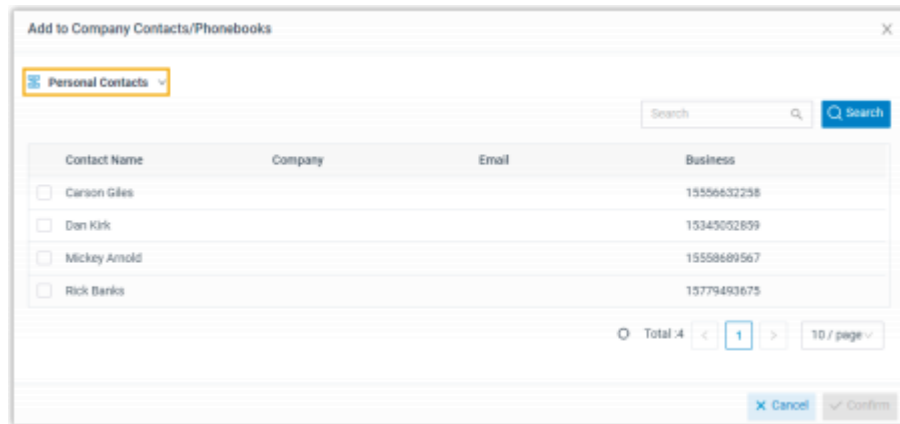 Add to Company Contacts/Phonebooks
Personal Contacts
Search Search
Contact Name Company Email Business
Carson Giles 15556632258
Dan Kirk 15345052859
Mickey Arnold 15558689567
Rick Banks 15779493675
Total :4 < 1 > 10 / page
Cancel Confirm